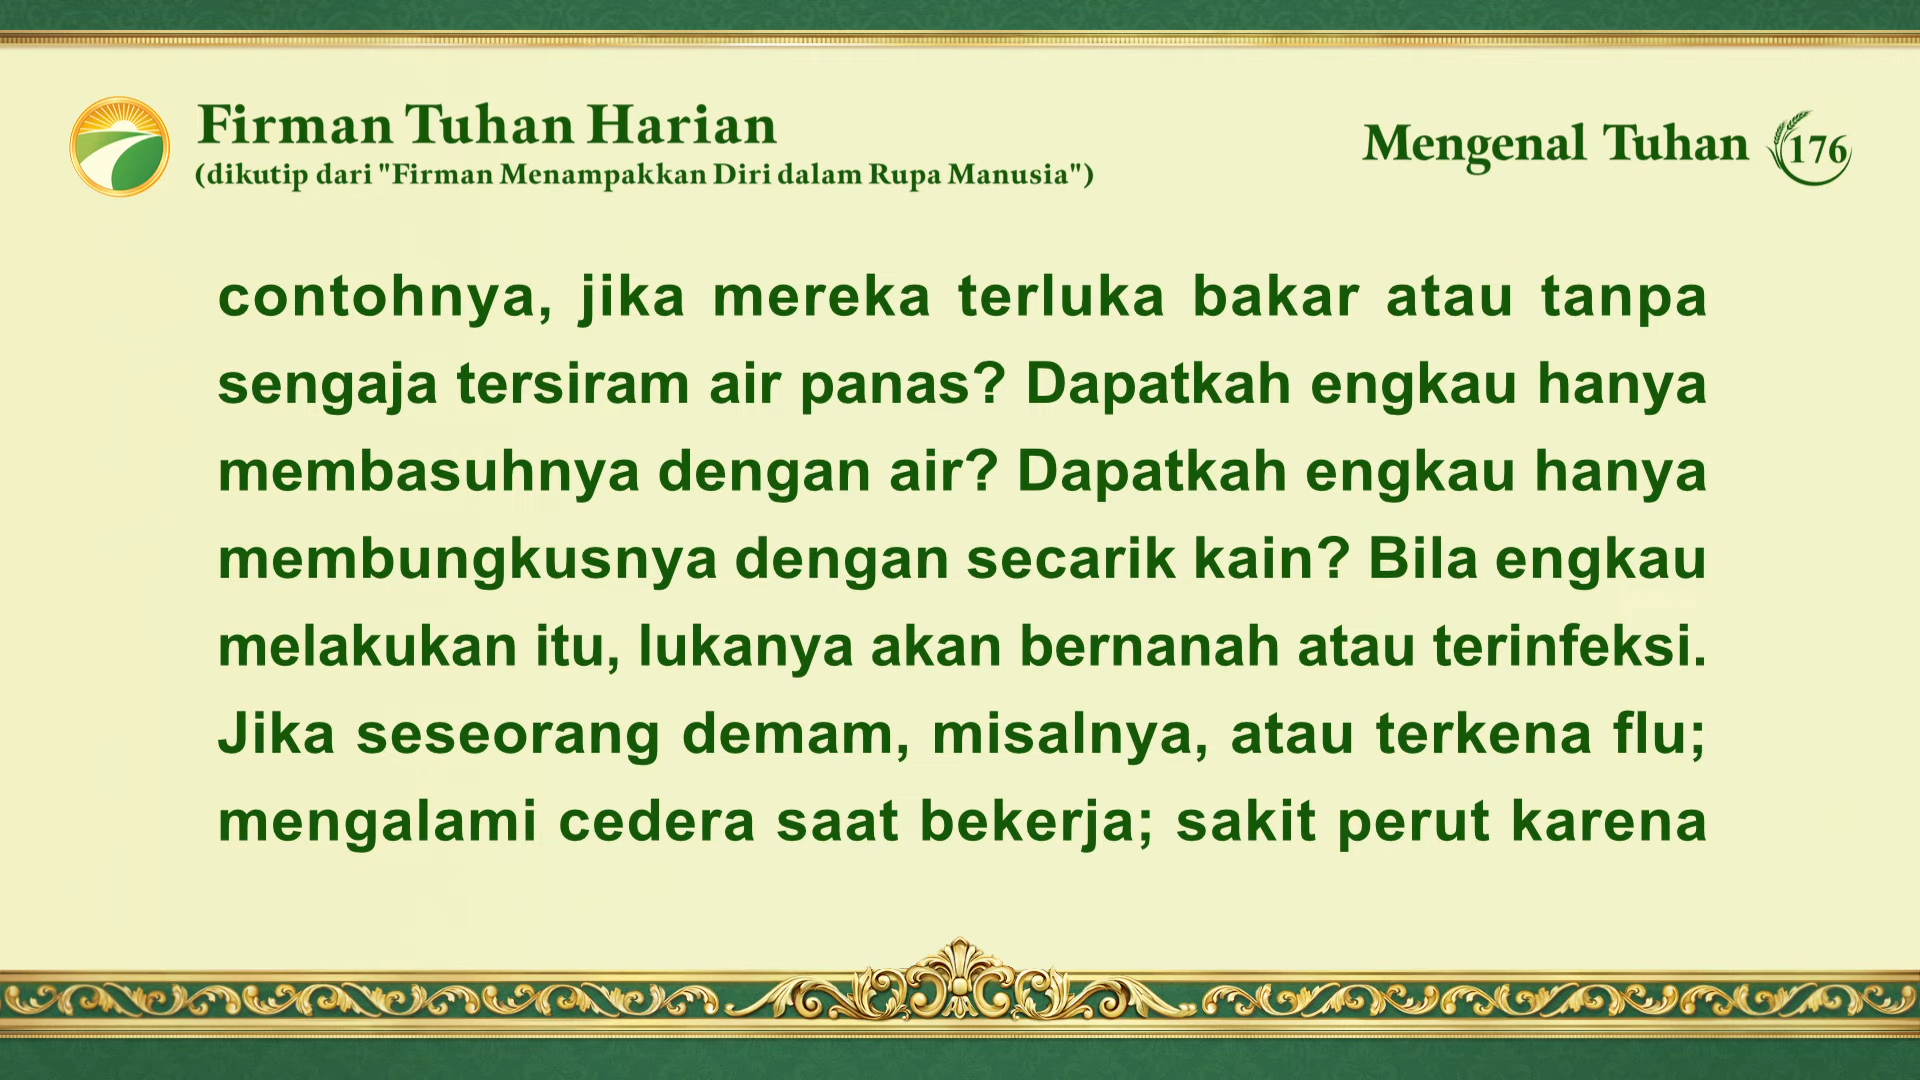 Firman Tuhan Harian
(dikutip dari "Firman Menampakkan Diri dalam Rupa Manusia")
Mengenal Tuhan 176
contohnya, jika mereka terluka bakar atau tanpa
sengaja tersiram air panas? Dapatkah engkau hanya
membasuhnya dengan air? Dapatkah engkau hanya
membungkusnya dengan secarik kain? Bila engkau
melakukan itu, lukanya akan bernanah atau terinfeksi.
Jika seseorang demam, misalnya, atau terkena flu;
mengalami cedera saat bekerja; sakit perut karena